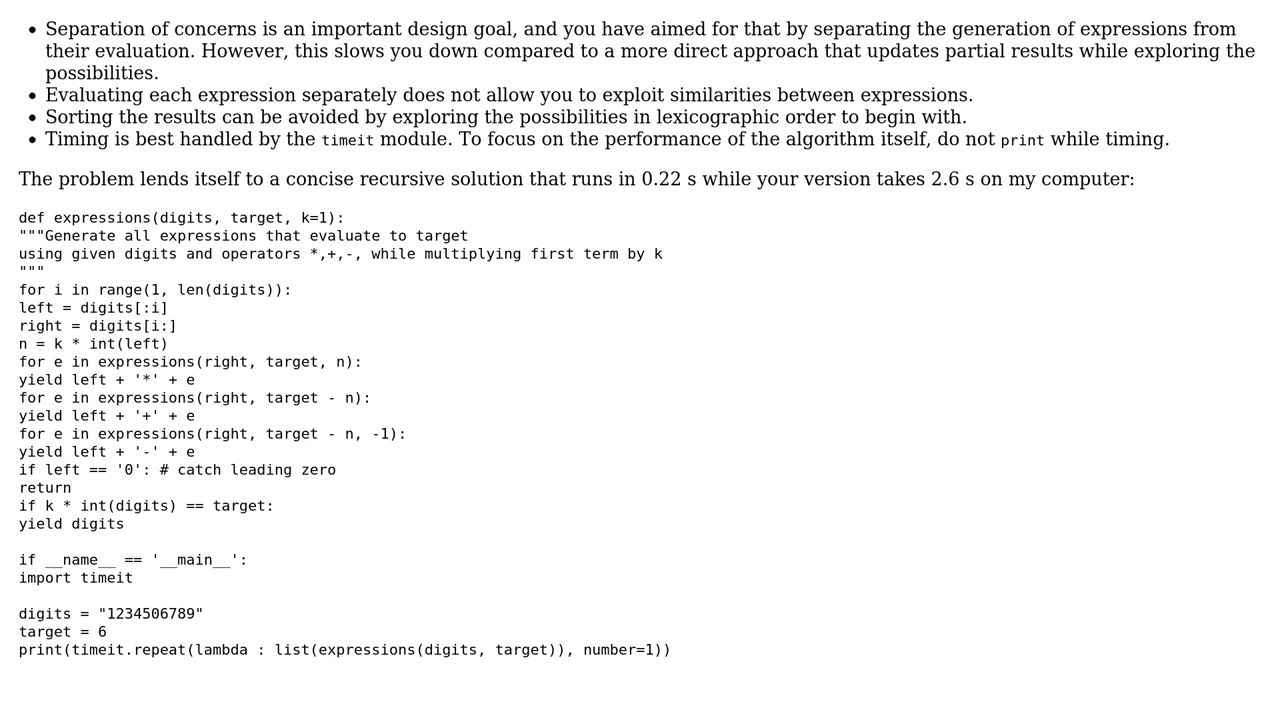 Separation of concerns is an important design goal, and you have aimed for that by separating the generation of expressions from
their evaluation. However, this slows you down compared to a more direct approach that updates partial results while exploring the
possibilities.
Evaluating each expression separately does not allow you to exploit similarities between expressions.
Sorting the results can be avoided by exploring the possibilities in lexicographic order to begin with.
Timing is best handled by the timeit module. To focus on the performance of the algorithm itself, do not print while timing.
The problem lends itself to a concise recursive solution that runs in 0.22 s while your version takes 2.6 s on my computer:
def expressions(digits, target, k=1):
"""Generate all expressions that evaluate to target
using given digits and operators *,+,-, while multiplying first term by k
"""
for i in range(1, len(digits)):
left = digits[:i]
right = digits[i:]
n = k * int(left)
for e in expressions(right, target, n):
yield left + '*' + e
for e in expressions(right, target - n):
yield left + '+' + e
for e in expressions(right, target - n, -1):
yield left + '-' + e
if left == '0': # catch leading zero
return
if k * int(digits) == target:
yield digits
if __name__ == '__main__':
import timeit
digits = "1234506789"
target = 6
print(timeit.repeat(lambda : list(expressions(digits, target)), number=1))